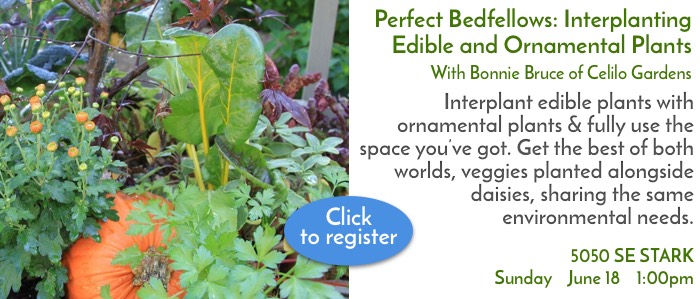 Perfect Bedfellows: Interplanting
Edible and Ornamental Plants
With Bonnie Bruce of Celilo Gardens
Interplant edible plants with
ornamental plants & fully use the
space you've got. Get the best of both
worlds, veggies planted alongside
daisies, sharing the same
environmental needs.
Click
to register
5050 SE STARK
Sunday June 18 1:00pm